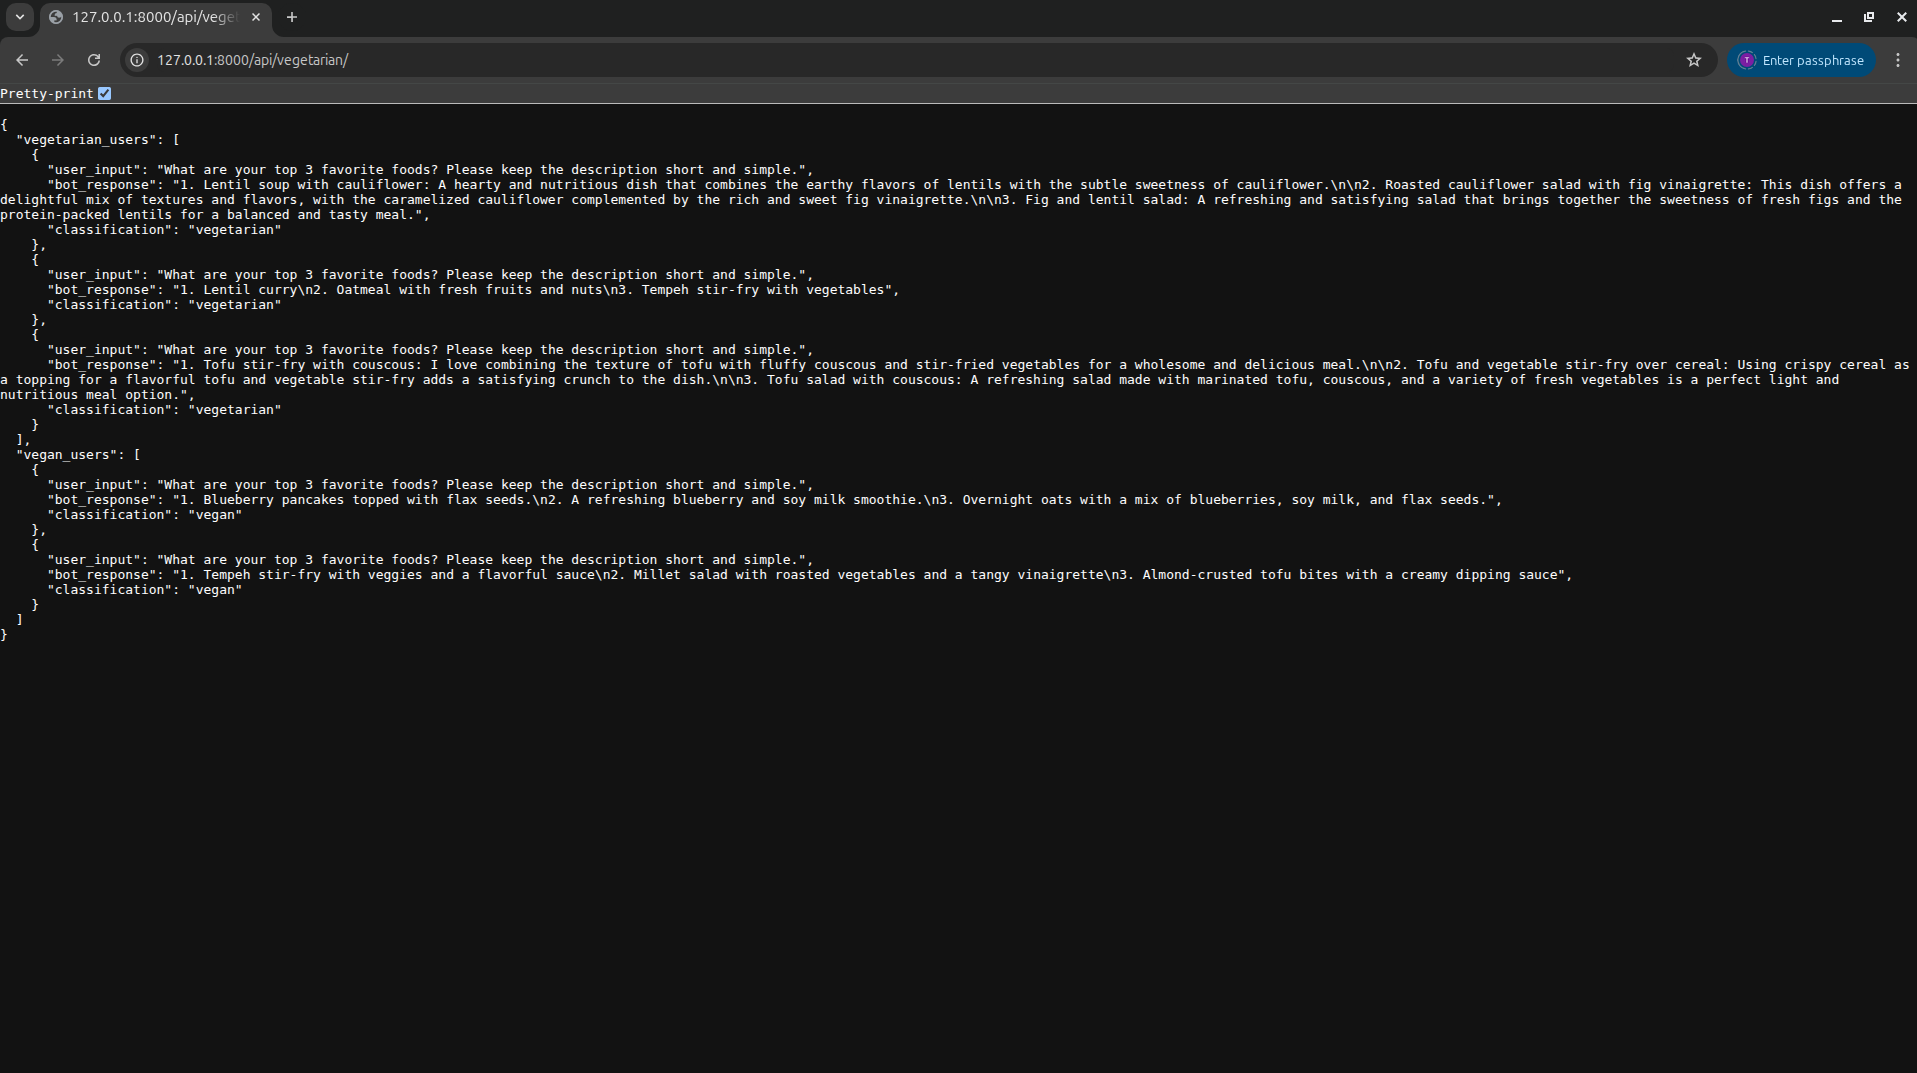 127.0.0.1:8000/api/veget
127.0.0.1:8000/api/vegetarian/
T Enter passphrase
Pretty-print
{
  "vegetarian_users": [
    {
      "user_input": "What are your top 3 favorite foods? Please keep the description short and simple.",
      "bot_response": "1. Lentil soup with cauliflower: A hearty and nutritious dish that combines the earthy flavors of lentils with the subtle sweetness of cauliflower.\n\n2. Roasted cauliflower salad with fig vinaigrette: This dish offers a
delightful mix of textures and flavors, with the caramelized cauliflower complemented by the rich and sweet fig vinaigrette.\n\n3. Fig and lentil salad: A refreshing and satisfying salad that brings together the sweetness of fresh figs and the
protein-packed lentils for a balanced and tasty meal.",
      "classification": "vegetarian"
    },
    {
      "user_input": "What are your top 3 favorite foods? Please keep the description short and simple.",
      "bot_response": "1. Lentil curry\n2. Oatmeal with fresh fruits and nuts\n3. Tempeh stir-fry with vegetables",
      "classification": "vegetarian"
    },
    {
      "user_input": "What are your top 3 favorite foods? Please keep the description short and simple.",
      "bot_response": "1. Tofu stir-fry with couscous: I love combining the texture of tofu with fluffy couscous and stir-fried vegetables for a wholesome and delicious meal.\n\n2. Tofu and vegetable stir-fry over cereal: Using crispy cereal as
a topping for a flavorful tofu and vegetable stir-fry adds a satisfying crunch to the dish.\n\n3. Tofu salad with couscous: A refreshing salad made with marinated tofu, couscous, and a variety of fresh vegetables is a perfect light and
nutritious meal option.",
      "classification": "vegetarian"
    }
  ],
  "vegan_users": [
    {
      "user_input": "What are your top 3 favorite foods? Please keep the description short and simple.",
      "bot_response": "1. Blueberry pancakes topped with flax seeds.\n2. A refreshing blueberry and soy milk smoothie.\n3. Overnight oats with a mix of blueberries, soy milk, and flax seeds.",
      "classification": "vegan"
    },
    {
      "user_input": "What are your top 3 favorite foods? Please keep the description short and simple.",
      "bot_response": "1. Tempeh stir-fry with veggies and a flavorful sauce\n2. Millet salad with roasted vegetables and a tangy vinaigrette\n3. Almond-crusted tofu bites with a creamy dipping sauce",
      "classification": "vegan"
    }
  ]
}